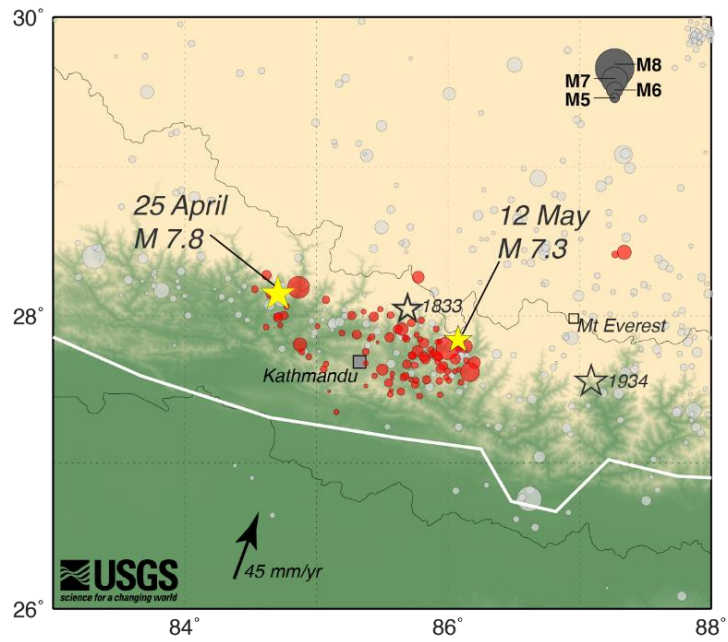 30°
M8
M7
M6
M5
29°
25 April
M 7.8
12 May
M 7.3
28°
1833
Mt Everest
Kathmandu
1934
45 mm/yr
USGS
science for a changing world
26°
84
86
88°